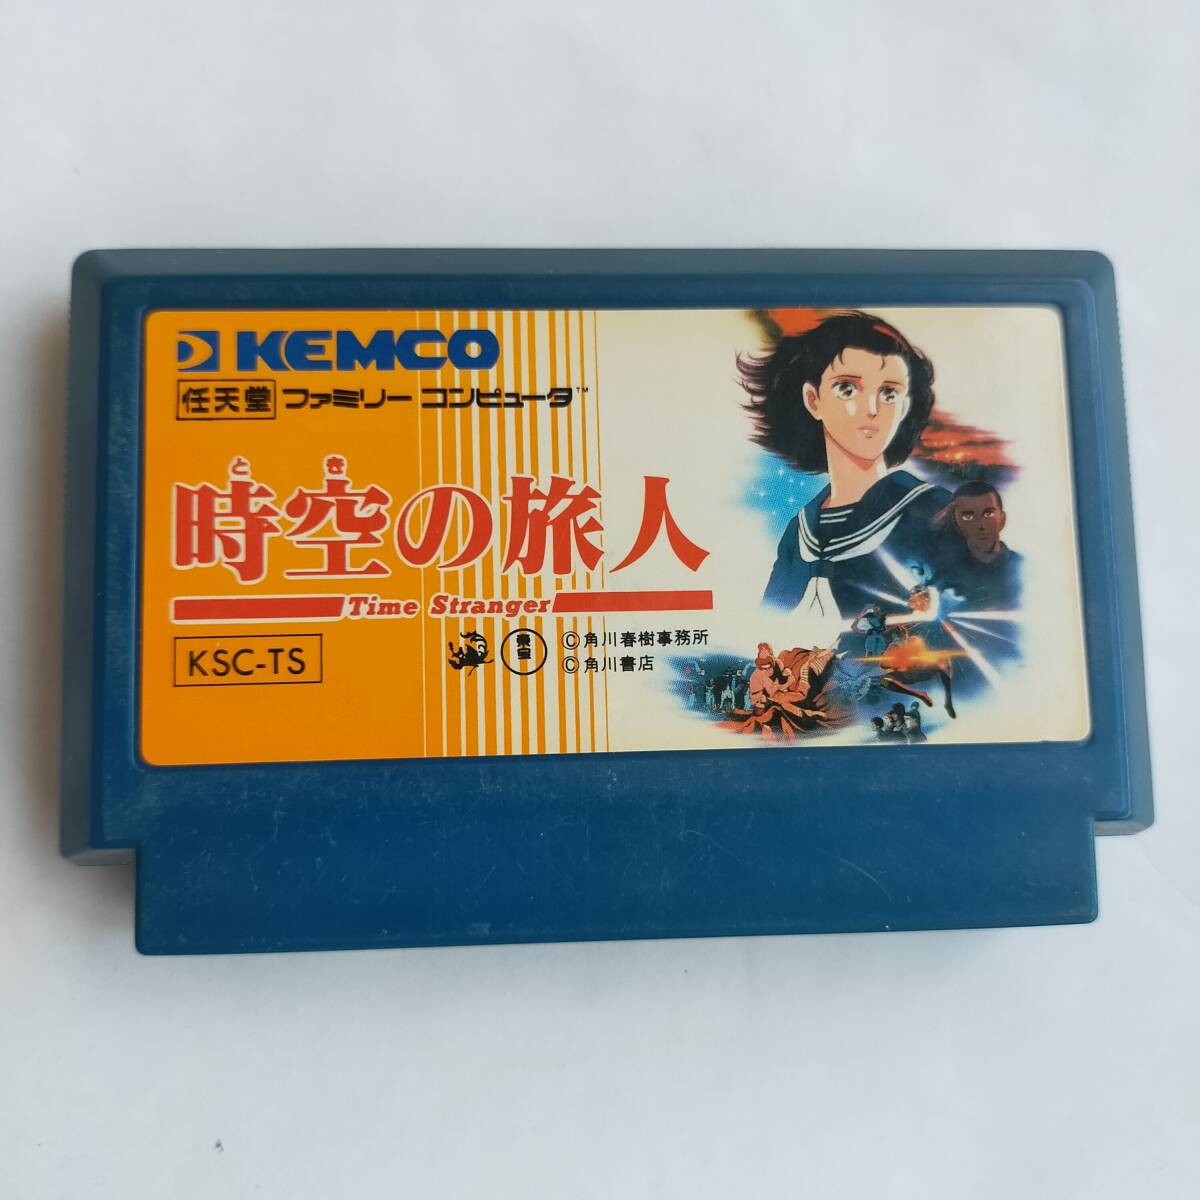 KEMCO
任天堂 ファミリー コンピュータ™
とき
時空の旅人
Time Stranger
KSC-TS
東宝
©角川春樹事務所
©角川書店